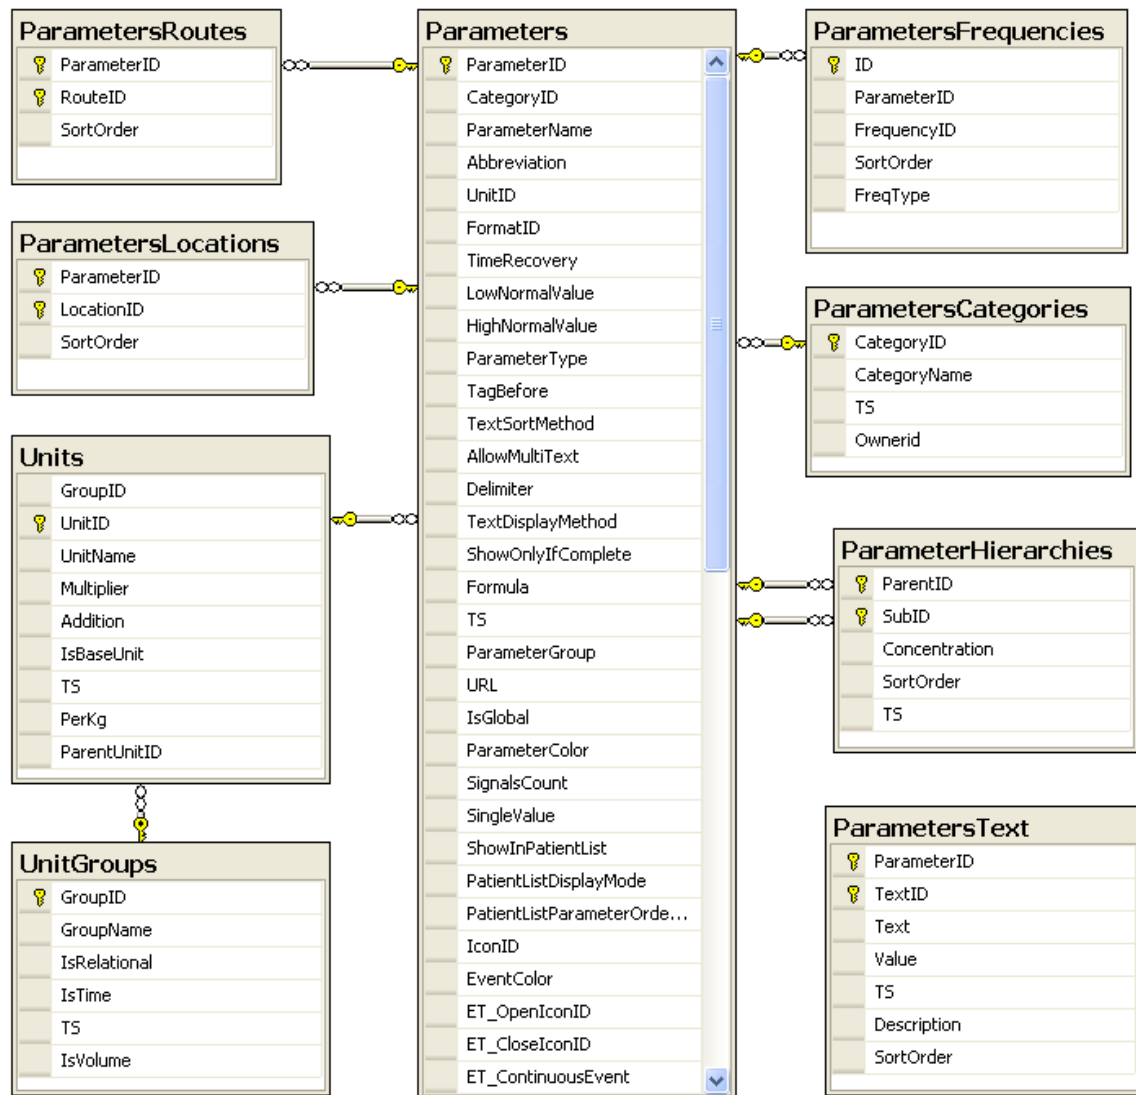 ParametersRoutes
ParameterID
RouteID
SortOrder
ParametersLocations
ParameterID
LocationID
SortOrder
Units
GroupID
UnitID
UnitName
Multiplier
Addition
IsBaseUnit
TS
PerKg
ParentUnitID
UnitGroups
GroupID
GroupName
IsRelational
IsTime
TS
IsVolume
Parameters
ParameterID
CategoryID
ParameterName
Abbreviation
UnitID
FormatID
TimeRecovery
LowNormalValue
HighNormalValue
ParameterType
TagBefore
TextSortMethod
AllowMultiText
Delimiter
TextDisplayMethod
ShowOnlyIfComplete
Formula
TS
ParameterGroup
URL
IsGlobal
ParameterColor
SignalsCount
SingleValue
ShowInPatientList
PatientListDisplayMode
PatientListParameterOrde...
IconID
EventColor
ET_OpenIconID
ET_CloseIconID
ET_ContinuousEvent
ParametersFrequencies
ID
ParameterID
FrequencyID
SortOrder
FreqType
ParametersCategories
CategoryID
CategoryName
TS
Ownerid
ParameterHierarchies
ParentID
SubID
Concentration
SortOrder
TS
ParametersText
ParameterID
TextID
Text
Value
TS
Description
SortOrder